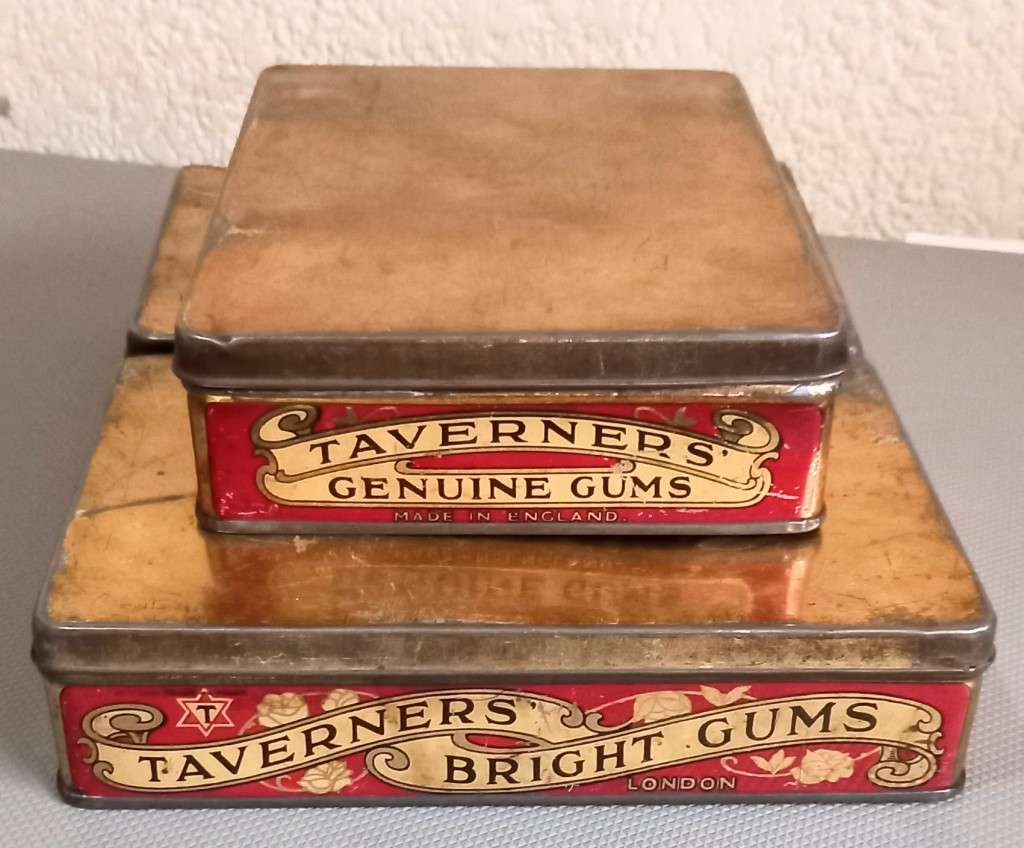 TAVERNERS'
GENUINE GUMS
MADE IN ENGLAND.
T
TAVERNERS'
BRIGHT GUMS
LONDON